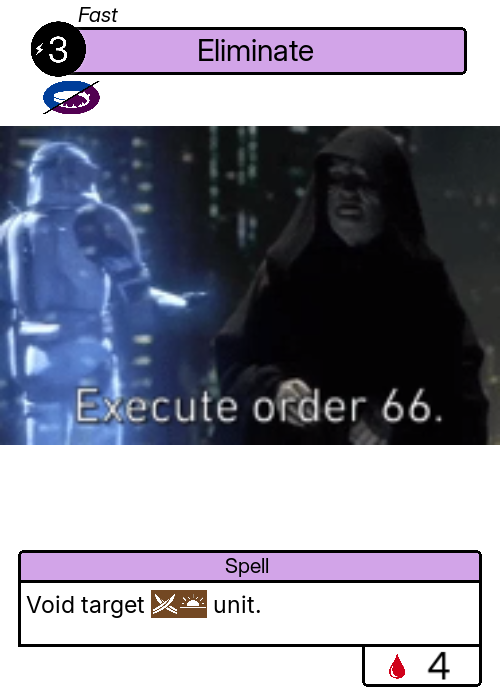 Fast
3
Eliminate
Execute order 66.
Spell
Void target unit.
4